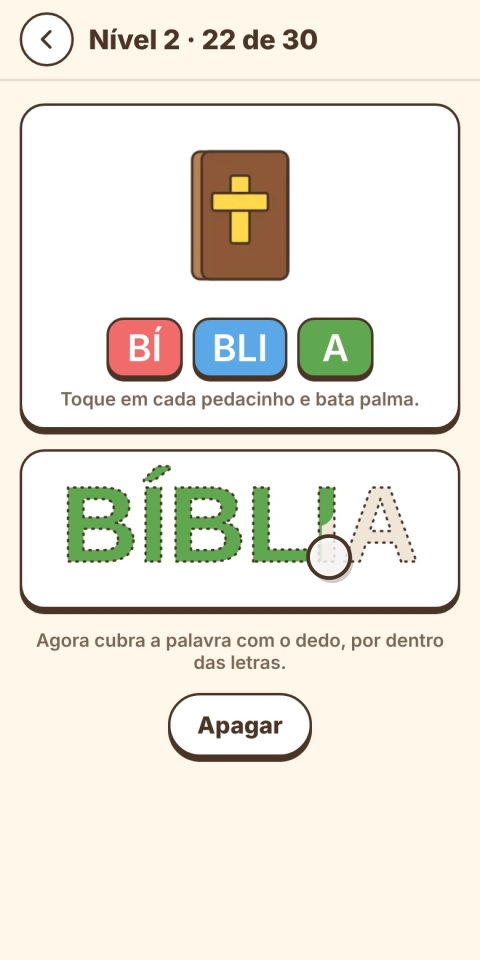 Nível 2 · 22 de 30
BÍ BLI A
Toque em cada pedacinho e bata palma.
BÍBLIA
Agora cubra a palavra com o dedo, por dentro
das letras.
Apagar